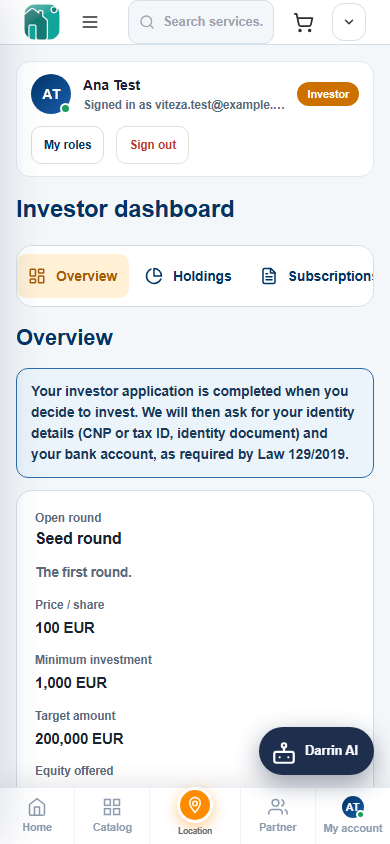 Search services.
AT
Ana Test
Signed in as viteza.test@example.…
Investor
My roles
Sign out
Investor dashboard
Overview
Holdings
Subscriptions
Overview
Your investor application is completed when you
decide to invest. We will then ask for your identity
details (CNP or tax ID, identity document) and
your bank account, as required by Law 129/2019.
Open round
Seed round
The first round.
Price / share
100 EUR
Minimum investment
1,000 EUR
Target amount
200,000 EUR
Equity offered
Darrin AI
Home
Catalog
Location
Partner
AT
My account